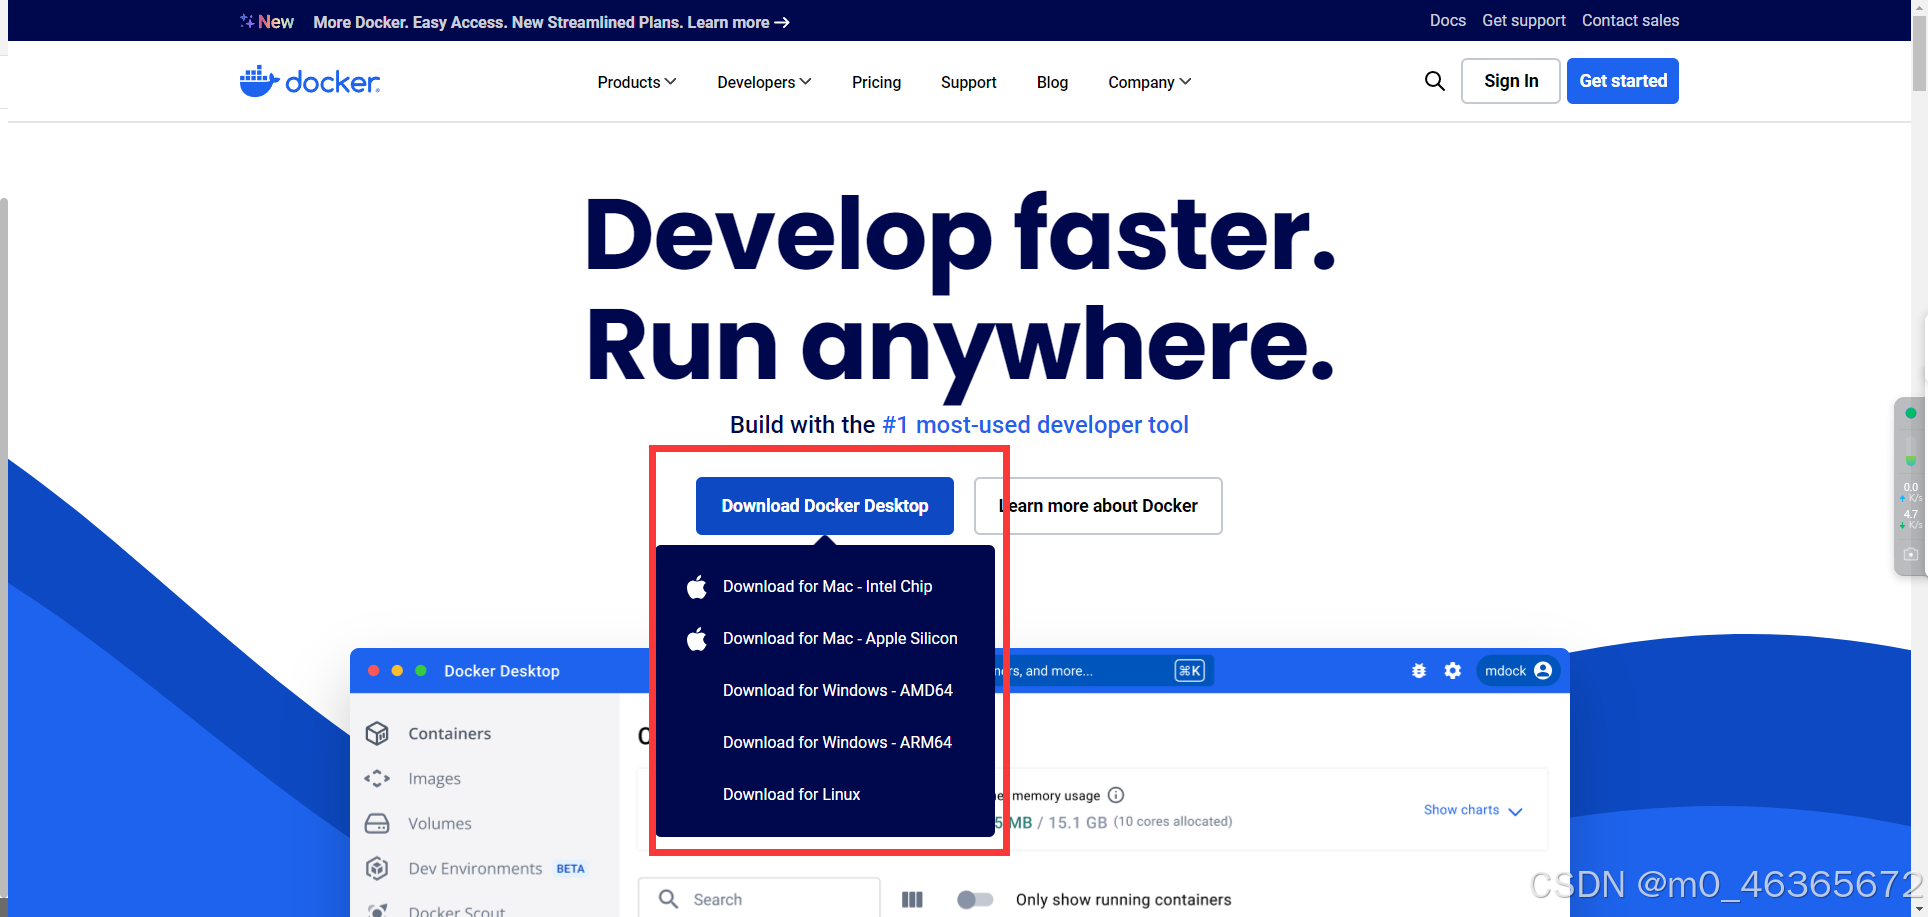 New More Docker. Easy Access. New Streamlined Plans. Learn more →
Docs Get support Contact sales
docker
Products Developers Pricing Support Blog Company
Sign In Get started
Develop faster.
Run anywhere.
Build with the #1 most-used developer tool
Download Docker Desktop Learn more about Docker
Download for Mac - Intel Chip
Download for Mac - Apple Silicon
Download for Windows - AMD64
Download for Windows - ARM64
Download for Linux
Docker Desktop
and more...
⌘K
mdock
Containers
Images
Volumes
Dev Environments BETA
Docker Scout
memory usage
MB / 15.1 GB (10 cores allocated)
Show charts
Search
Only show running containers
0.0
K/s
4.7
K/s
CSDN @m0_46365672